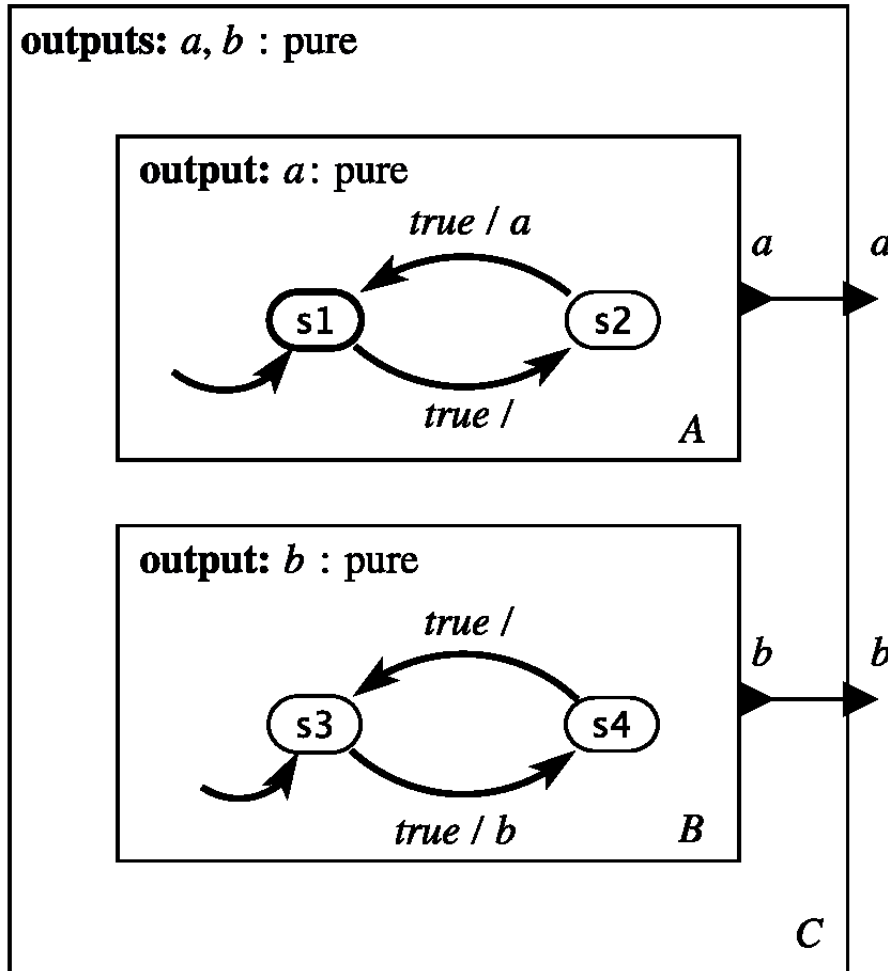 outputs: a, b : pure
output: a: pure
true / a
a
a
s1
s2
true /
A
output: b : pure
true /
b
b
s3
s4
true / b
B
C